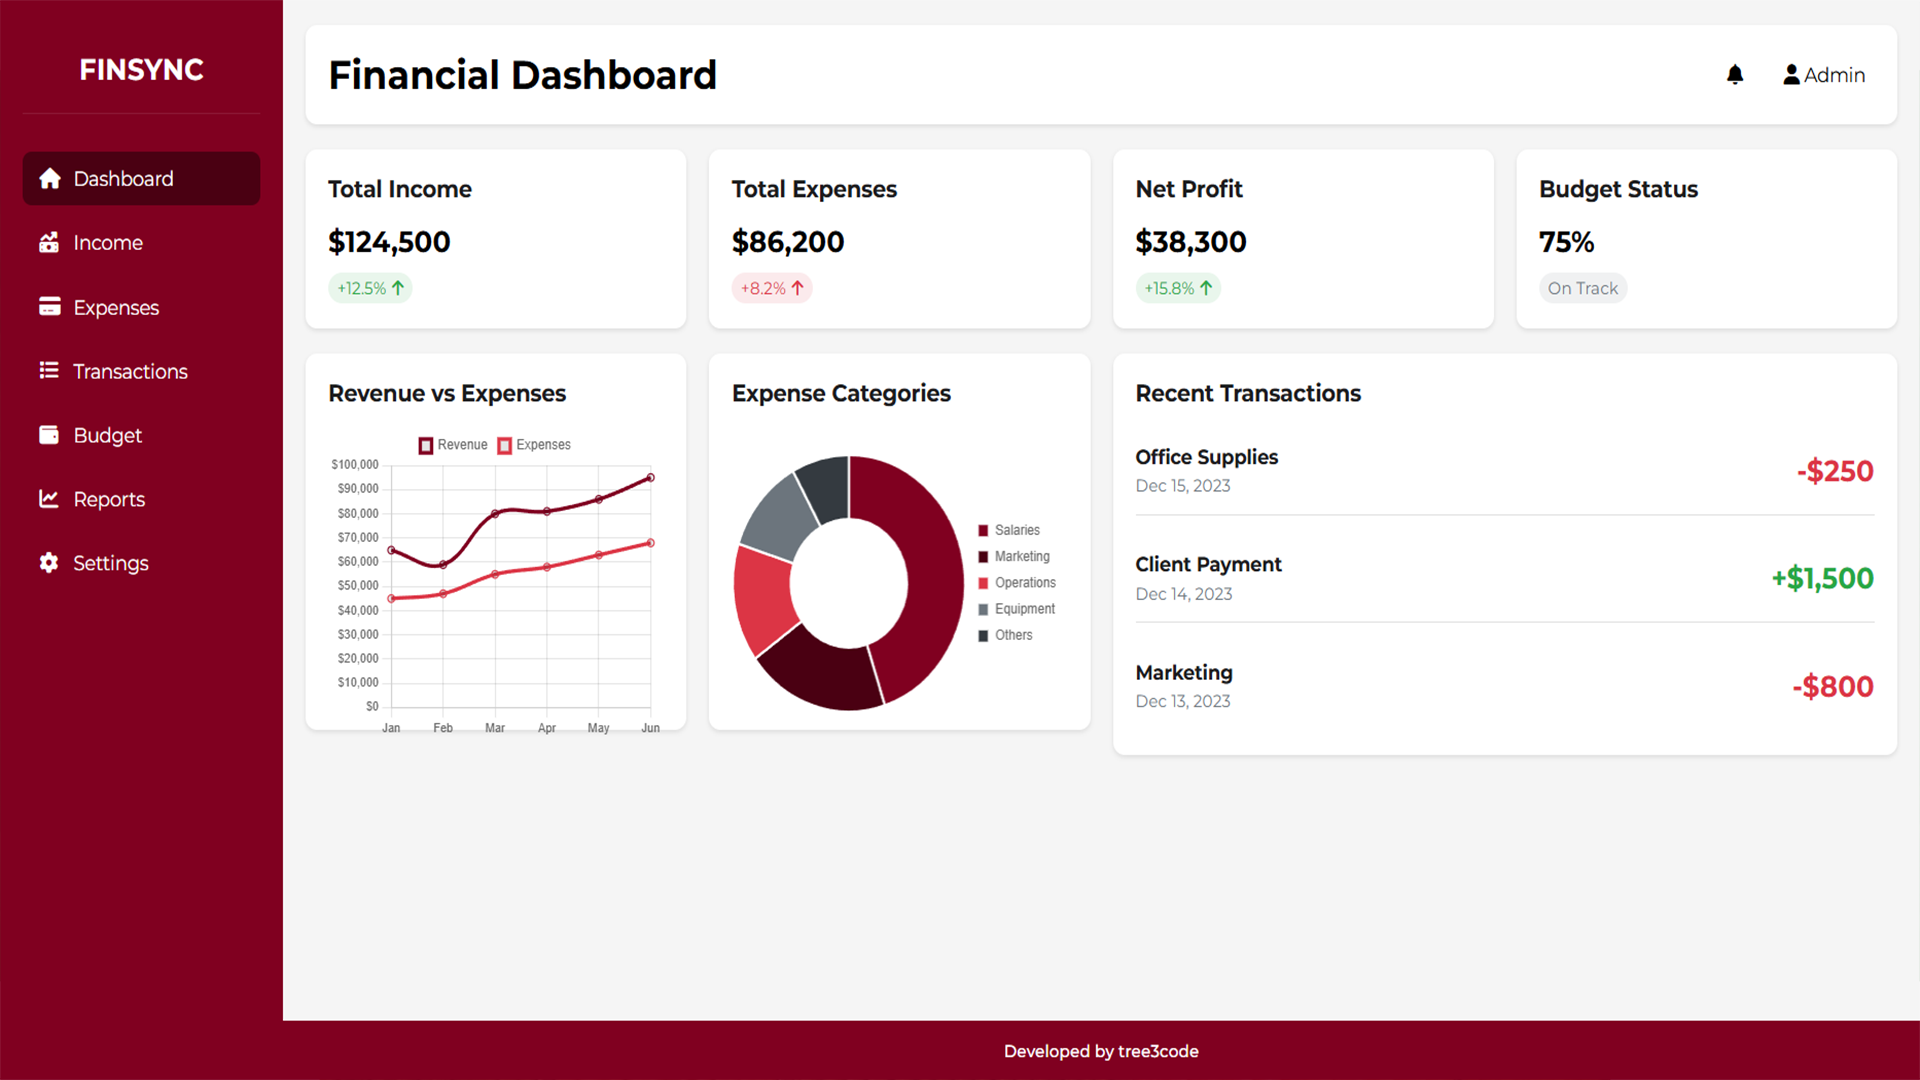 FINSYNC
Dashboard
Income
Expenses
Transactions
Budget
Reports
Settings
Financial Dashboard
Admin
Total Income
$124,500
+12.5%
Total Expenses
$86,200
+8.2%
Net Profit
$38,300
+15.8%
Budget Status
75%
On Track
Revenue vs Expenses
Revenue Expenses
$100,000
$90,000
$80,000
$70,000
$60,000
$50,000
$40,000
$30,000
$20,000
$10,000
$0
Jan Feb Mar Apr May Jun
Expense Categories
Salaries
Marketing
Operations
Equipment
Others
Recent Transactions
Office Supplies
Dec 15, 2023
-$250
Client Payment
Dec 14, 2023
+$1,500
Marketing
Dec 13, 2023
-$800
Developed by tree3code